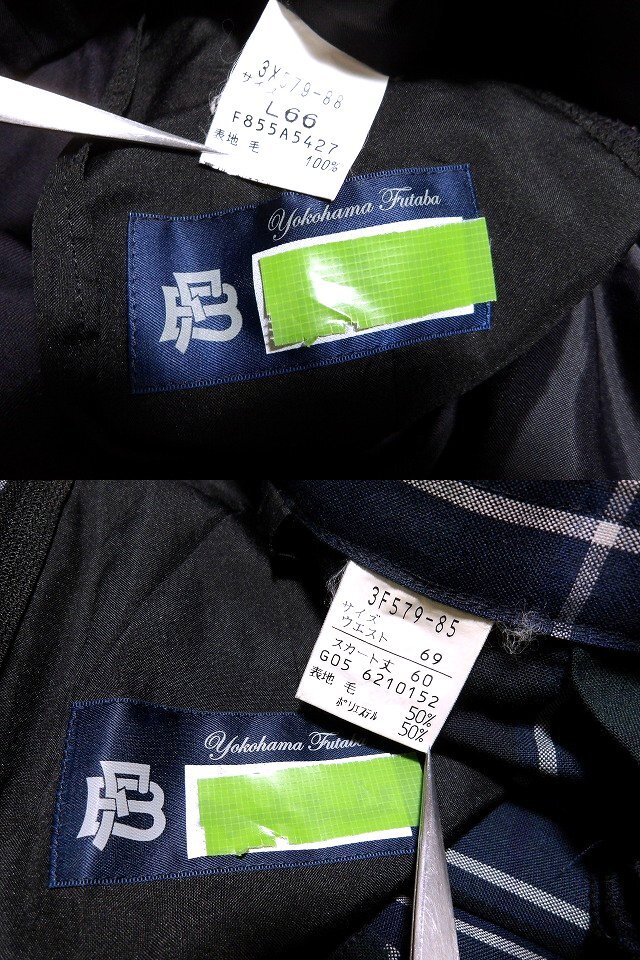 3X579-88
サイズ
L66
F855A5427
表地 毛 100%
Yokohama Futaba
3F579-85
サイズ
ウエスト 69
スカート丈 60
G05 6210152
表地 毛 50%
ポリエステル 50%
Yokohama Futaba